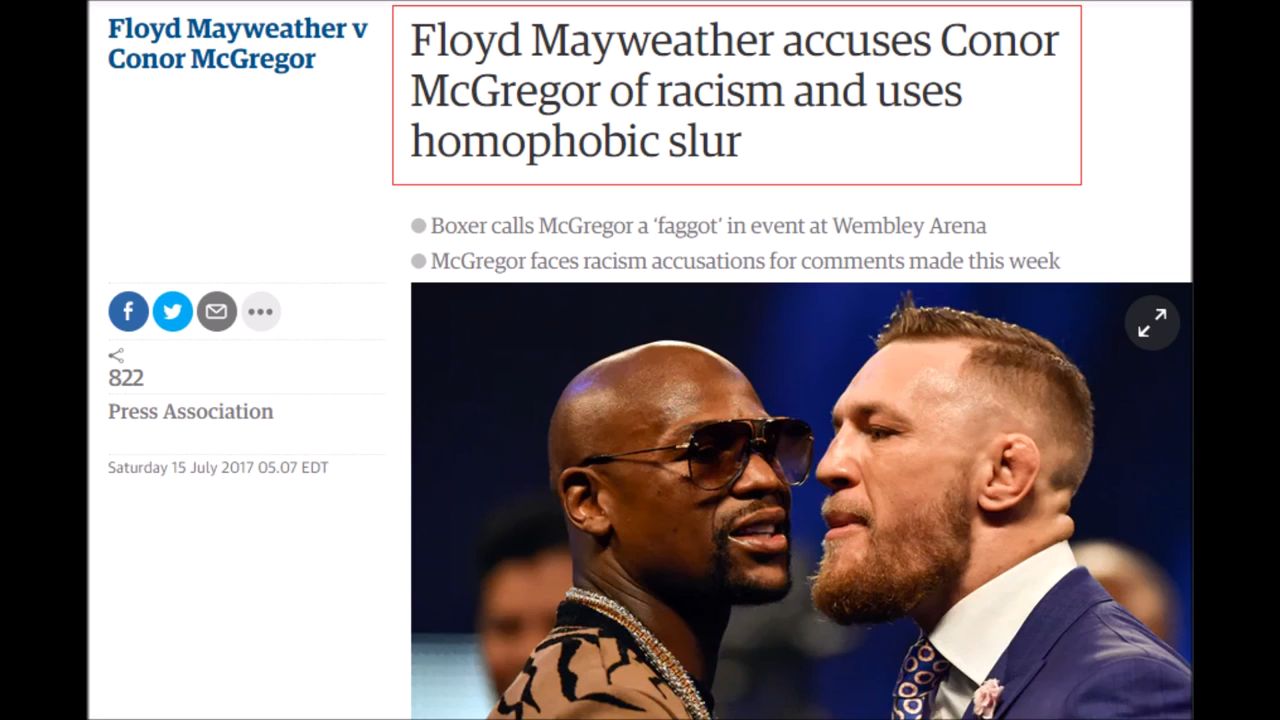 Floyd Mayweather v
Conor McGregor
Floyd Mayweather accuses Conor
McGregor of racism and uses
homophobic slur
Boxer calls McGregor a ‘faggot’ in event at Wembley Arena
McGregor faces racism accusations for comments made this week
822
Press Association
Saturday 15 July 2017 05.07 EDT